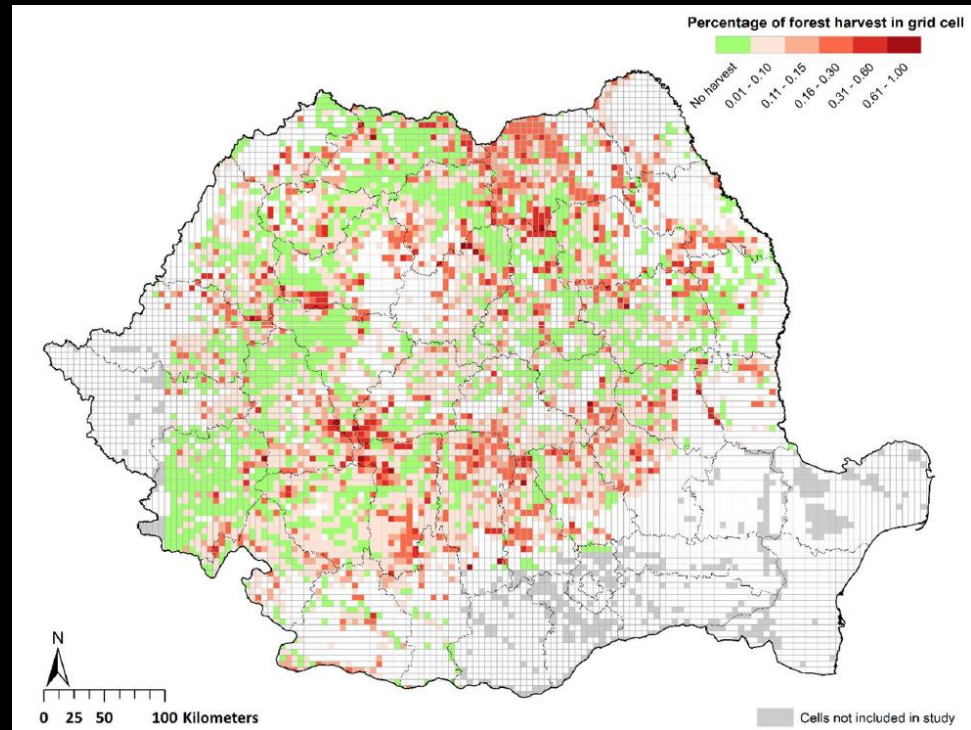 Percentage of forest harvest in grid cell
No harvest
0.01 - 0.10
0.11 - 0.15
0.16 - 0.30
0.31 - 0.60
0.61 - 1.00
N
0 25 50 100 Kilometers
Cells not included in study